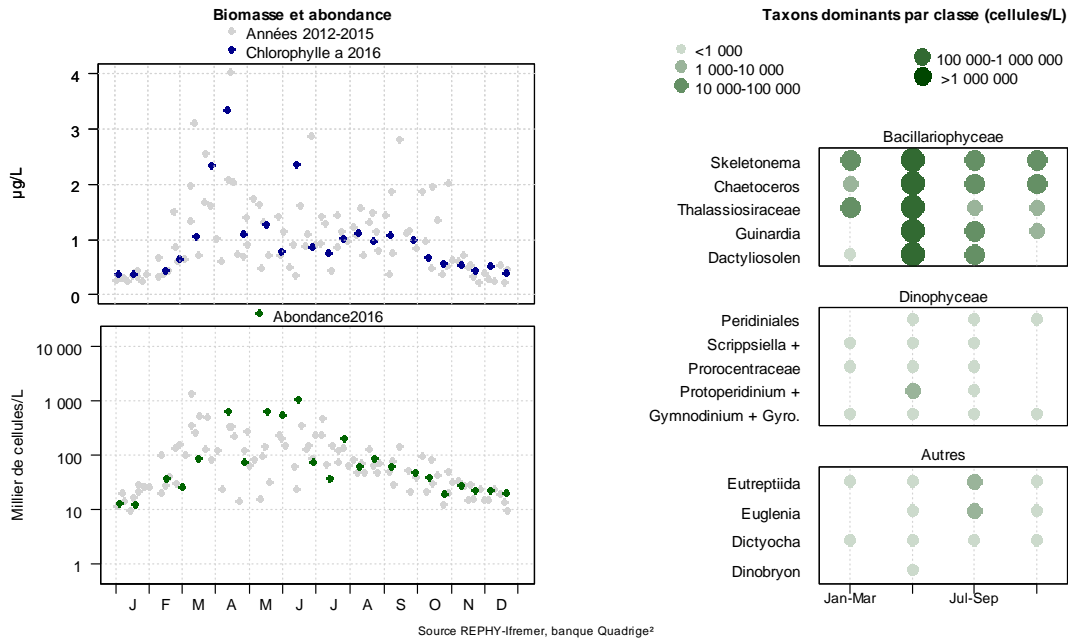 Biomasse et abondance
Années 2012-2015
Chlorophylle a 2016
µg/L
4
3
2
1
0
Abondance2016
Millier de cellules/L
10 000
1 000
100
10
1
J F M A M J J A S O N D
Taxons dominants par classe (cellules/L)
<1 000
1 000-10 000
10 000-100 000
100 000-1 000 000
>1 000 000
Bacillariophyceae
Skeletonema
Chaetoceros
Thalassiosiraceae
Guinardia
Dactyliosolen
Dinophyceae
Peridiniales
Scrippsiella +
Prorocentraceae
Protoperidinium +
Gymnodinium + Gyro.
Autres
Eutreptiida
Euglenia
Dictyocha
Dinobryon
Jan-Mar Jul-Sep
Source REPHY-Ifremer, banque Quadrige²